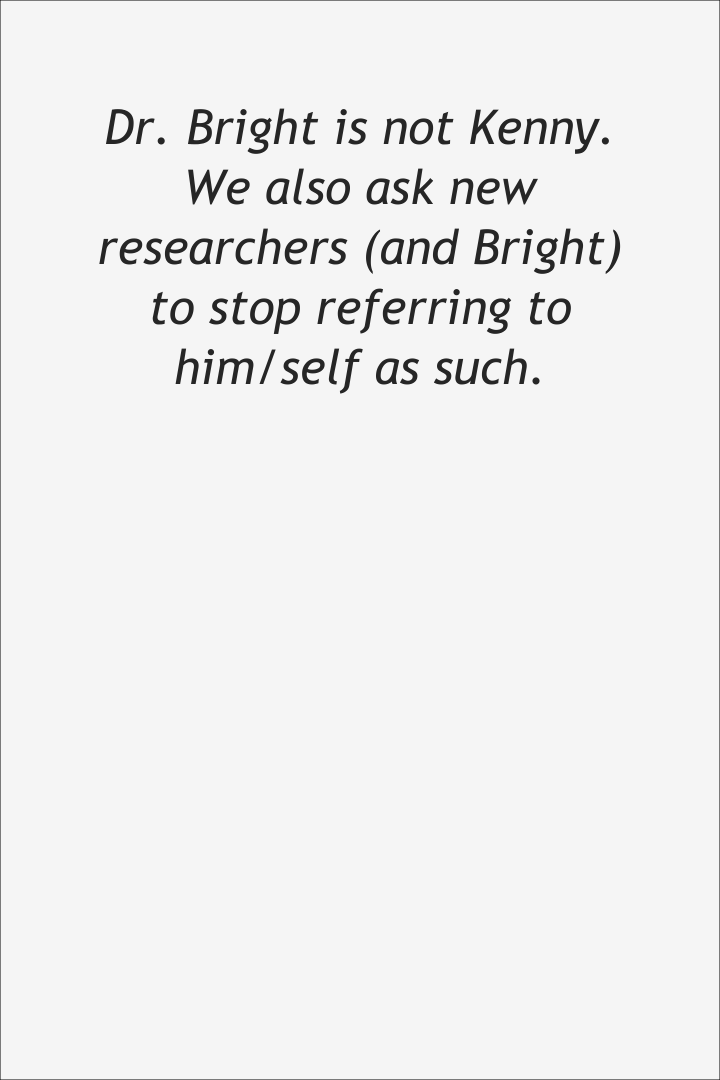 Dr. Bright is not Kenny.
We also ask new
researchers (and Bright)
to stop referring to
him/self as such.